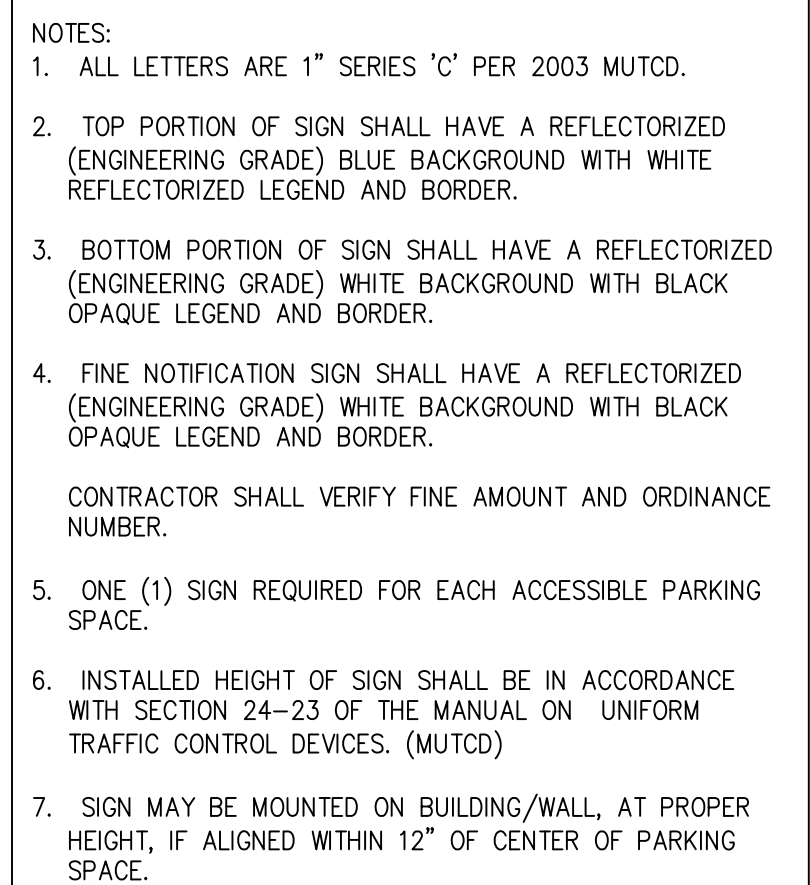 NOTES:
1. ALL LETTERS ARE 1" SERIES 'C' PER 2003 MUTCD.
2. TOP PORTION OF SIGN SHALL HAVE A REFLECTORIZED
(ENGINEERING GRADE) BLUE BACKGROUND WITH WHITE
REFLECTORIZED LEGEND AND BORDER.
3. BOTTOM PORTION OF SIGN SHALL HAVE A REFLECTORIZED
(ENGINEERING GRADE) WHITE BACKGROUND WITH BLACK
OPAQUE LEGEND AND BORDER.
4. FINE NOTIFICATION SIGN SHALL HAVE A REFLECTORIZED
(ENGINEERING GRADE) WHITE BACKGROUND WITH BLACK
OPAQUE LEGEND AND BORDER.
CONTRACTOR SHALL VERIFY FINE AMOUNT AND ORDINANCE
NUMBER.
5. ONE (1) SIGN REQUIRED FOR EACH ACCESSIBLE PARKING
SPACE.
6. INSTALLED HEIGHT OF SIGN SHALL BE IN ACCORDANCE
WITH SECTION 24-23 OF THE MANUAL ON UNIFORM
TRAFFIC CONTROL DEVICES. (MUTCD)
7. SIGN MAY BE MOUNTED ON BUILDING/WALL, AT PROPER
HEIGHT, IF ALIGNED WITHIN 12" OF CENTER OF PARKING
SPACE.